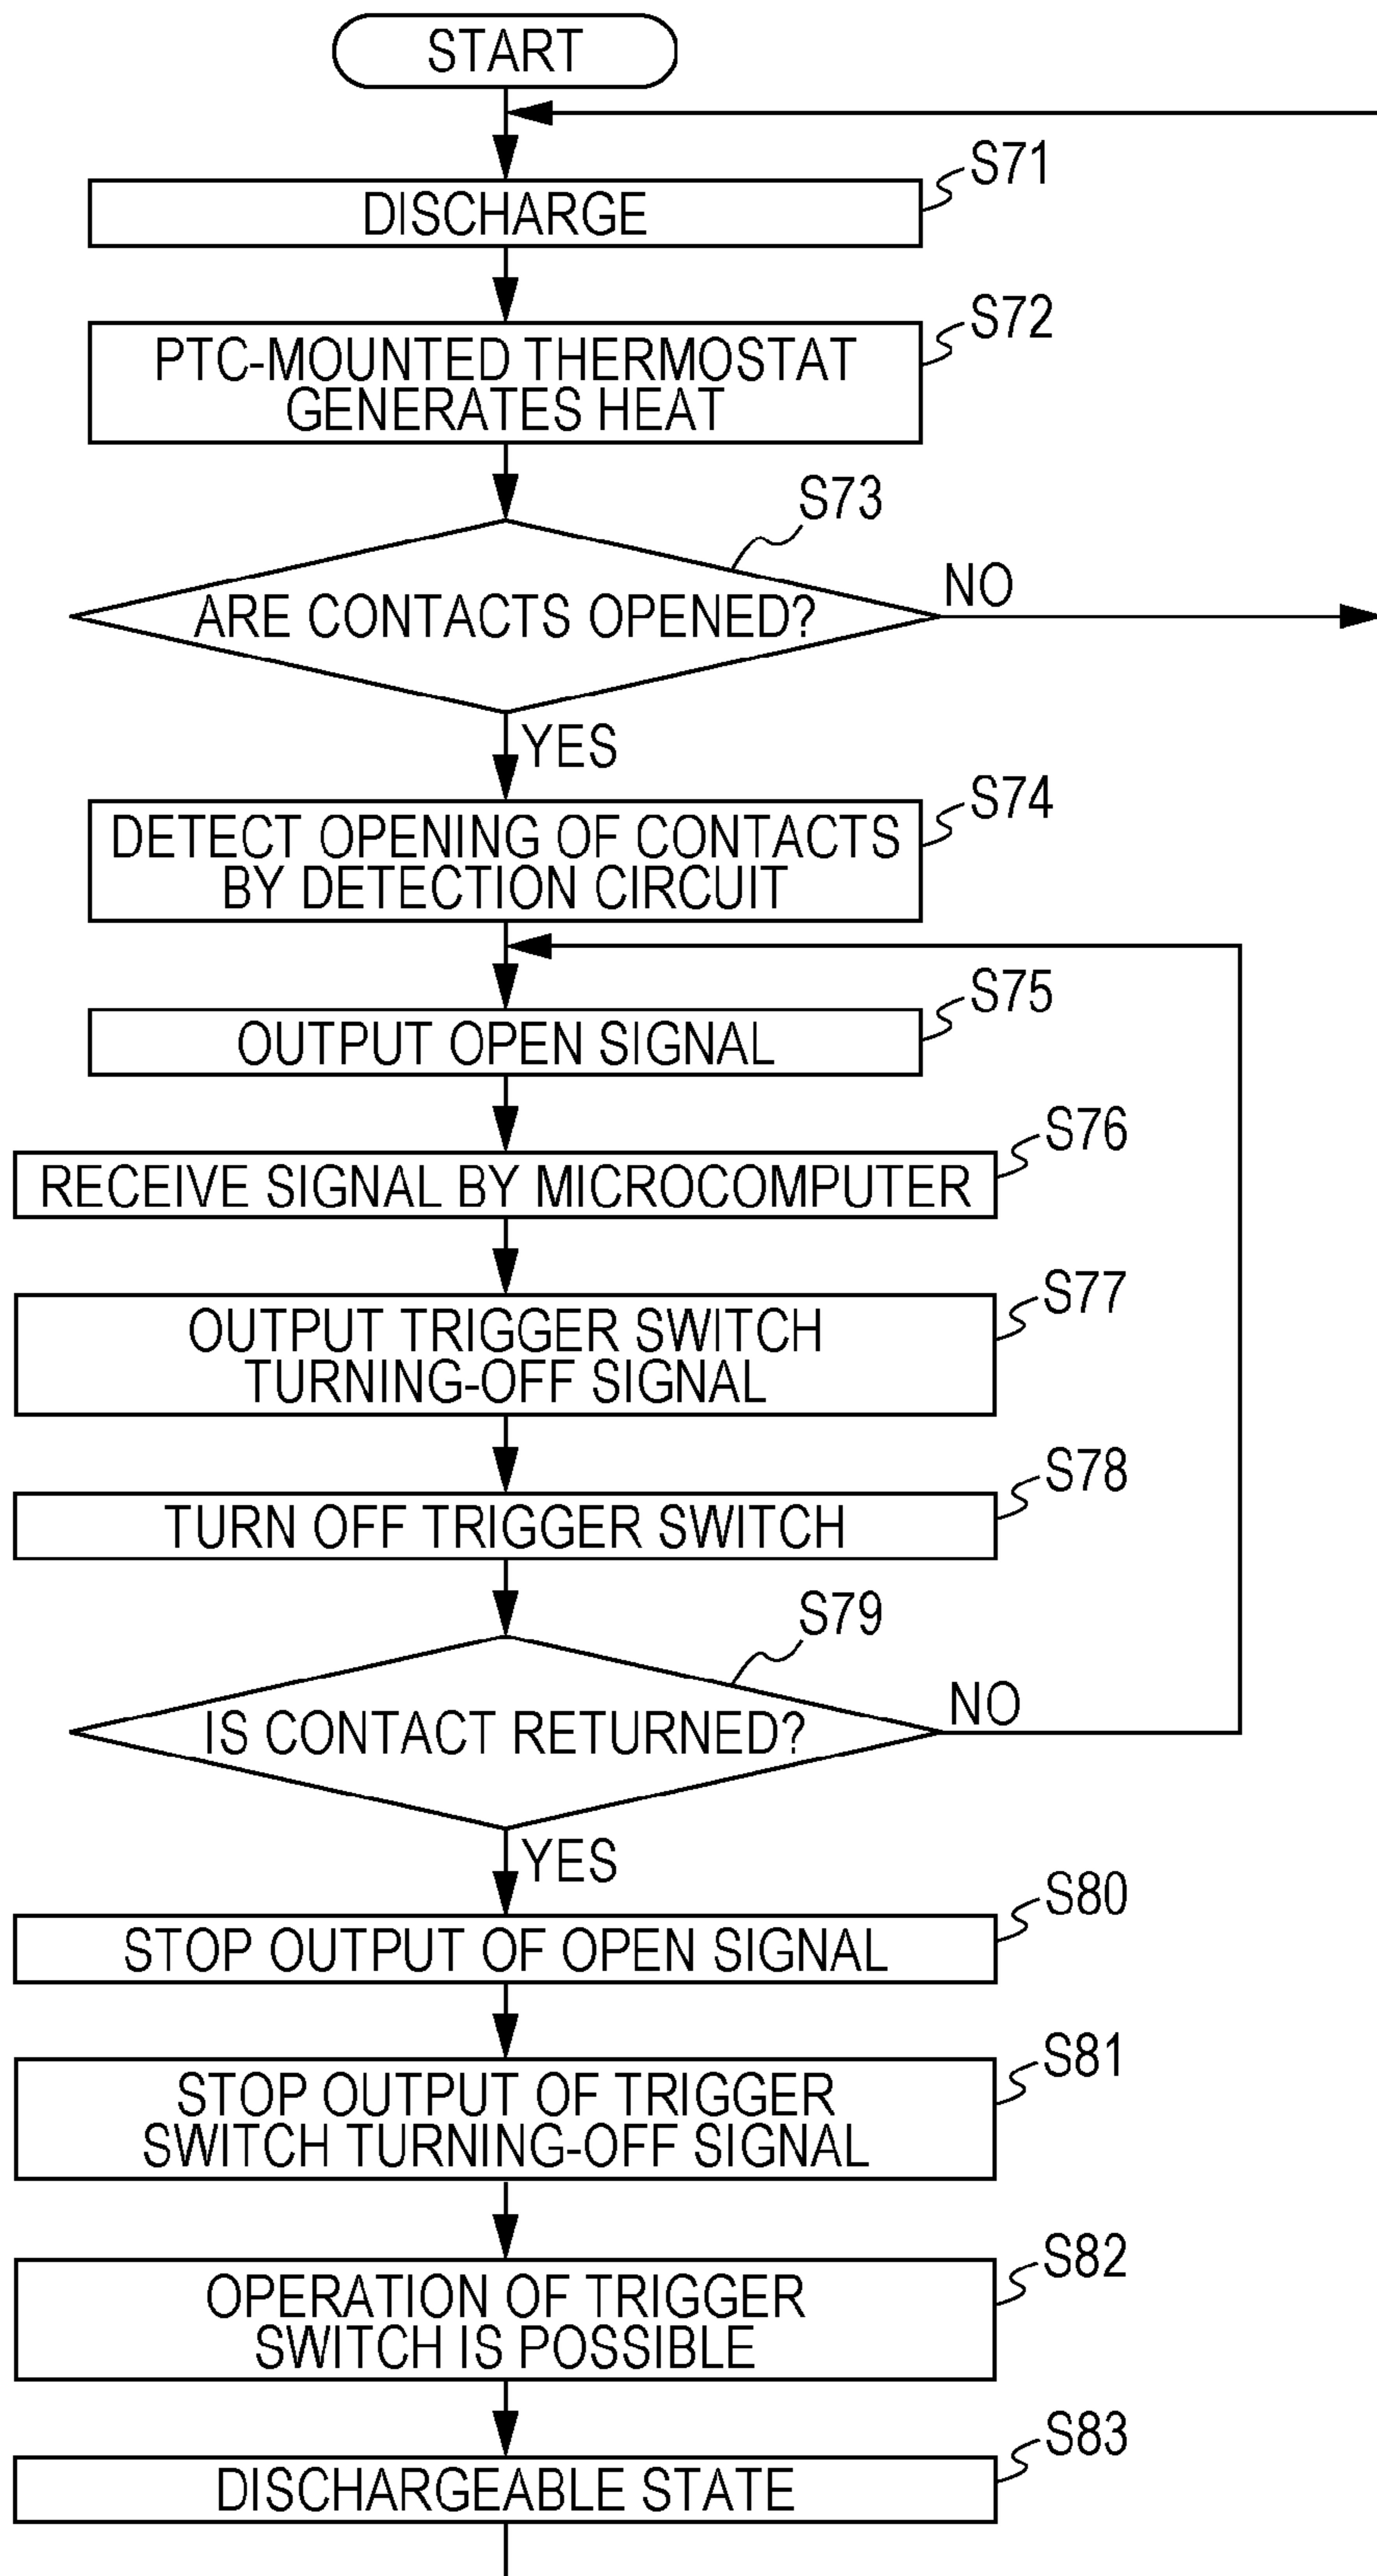 START
S71
DISCHARGE
S72
PTC-MOUNTED THERMOSTAT
GENERATES HEAT
S73
ARE CONTACTS OPENED?
NO
YES
S74
DETECT OPENING OF CONTACTS
BY DETECTION CIRCUIT
S75
OUTPUT OPEN SIGNAL
S76
RECEIVE SIGNAL BY MICROCOMPUTER
S77
OUTPUT TRIGGER SWITCH
TURNING-OFF SIGNAL
S78
TURN OFF TRIGGER SWITCH
S79
IS CONTACT RETURNED?
NO
YES
S80
STOP OUTPUT OF OPEN SIGNAL
S81
STOP OUTPUT OF TRIGGER
SWITCH TURNING-OFF SIGNAL
S82
OPERATION OF TRIGGER
SWITCH IS POSSIBLE
S83
DISCHARGEABLE STATE